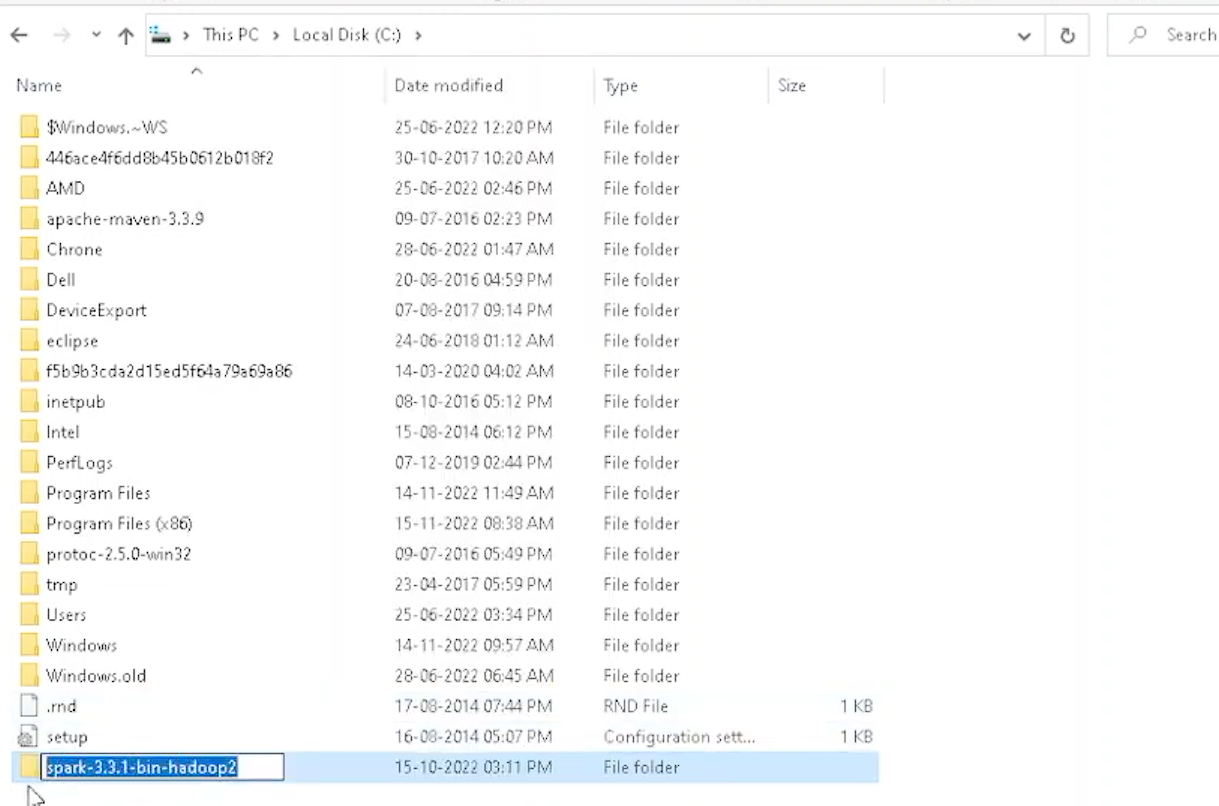 This PC > Local Disk (C:) > Search
Name Date modified Type Size
$Windows.~WS 25-06-2022 12:20 PM File folder
446ace4f6dd8b45b0612b018f2 30-10-2017 10:20 AM File folder
AMD 25-06-2022 02:46 PM File folder
apache-maven-3.3.9 09-07-2016 02:23 PM File folder
Chrone 28-06-2022 01:47 AM File folder
Dell 20-08-2016 04:59 PM File folder
DeviceExport 07-08-2017 09:14 PM File folder
eclipse 24-06-2018 01:12 AM File folder
f5b9b3cda2d15ed5f64a79a69a86 14-03-2020 04:02 AM File folder
inetpub 08-10-2016 05:12 PM File folder
Intel 15-08-2014 06:12 PM File folder
PerfLogs 07-12-2019 02:44 PM File folder
Program Files 14-11-2022 11:49 AM File folder
Program Files (x86) 15-11-2022 08:38 AM File folder
protoc-2.5.0-win32 09-07-2016 05:49 PM File folder
tmp 23-04-2017 05:59 PM File folder
Users 25-06-2022 03:34 PM File folder
Windows 14-11-2022 09:57 AM File folder
Windows.old 28-06-2022 06:45 AM File folder
.rnd 17-08-2014 07:44 PM RND File 1 KB
setup 16-08-2014 05:07 PM Configuration sett... 1 KB
spark-3.3.1-bin-hadoop2 15-10-2022 03:11 PM File folder